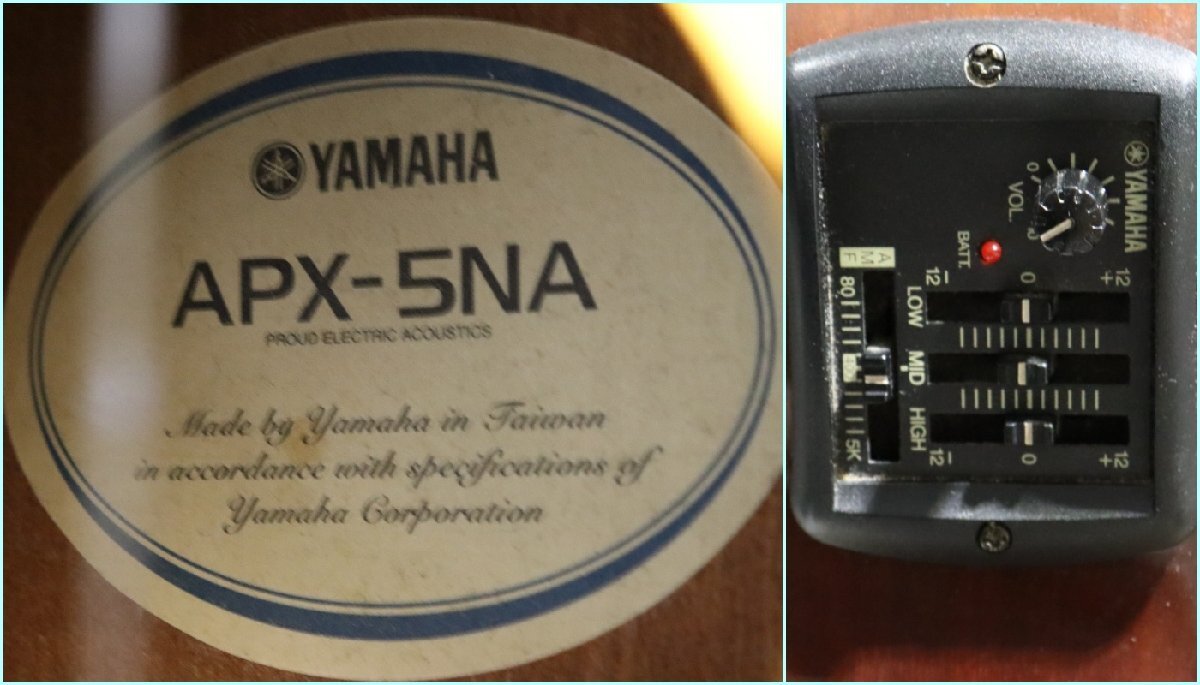 YAMAHA
APX-5NA
PROUD ELECTRIC ACOUSTICS
Made by Yamaha in Taiwan
in accordance with specifications of
Yamaha Corporation
YAMAHA
0
VOL.
BATT.
AMF
80
5K
LOW
MID
HIGH
12 − 0 + 12
12 − 0 + 12